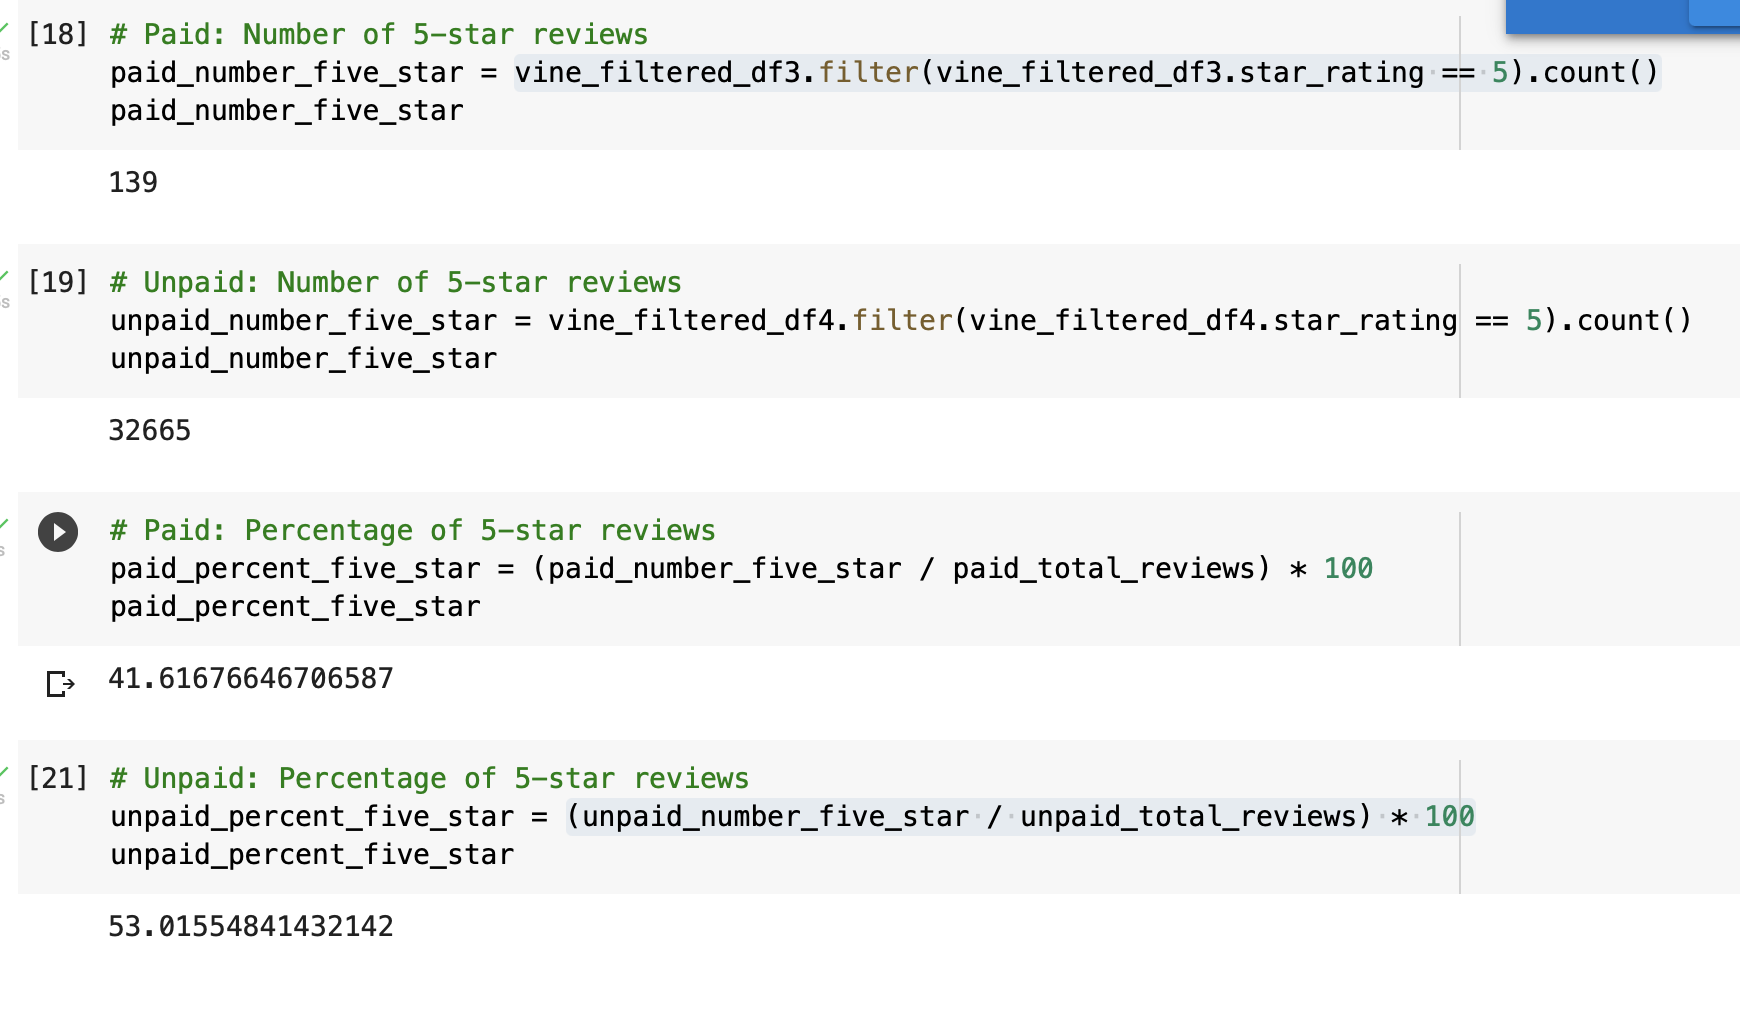 [18] # Paid: Number of 5-star reviews
paid_number_five_star = vine_filtered_df3.filter(vine_filtered_df3.star_rating == 5).count()
paid_number_five_star
139
[19] # Unpaid: Number of 5-star reviews
unpaid_number_five_star = vine_filtered_df4.filter(vine_filtered_df4.star_rating == 5).count()
unpaid_number_five_star
32665
# Paid: Percentage of 5-star reviews
paid_percent_five_star = (paid_number_five_star / paid_total_reviews) * 100
paid_percent_five_star
41.61676646706587
[21] # Unpaid: Percentage of 5-star reviews
unpaid_percent_five_star = (unpaid_number_five_star / unpaid_total_reviews) * 100
unpaid_percent_five_star
53.01554841432142